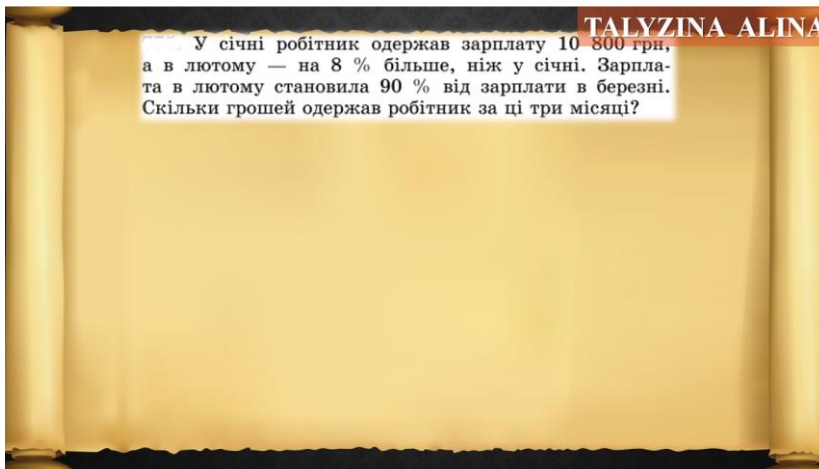 TALYZINA ALINA
У січні робітник одержав зарплату 10 800 грн,
а в лютому — на 8 % більше, ніж у січні. Зарпла-
та в лютому становила 90 % від зарплати в березні.
Скільки грошей одержав робітник за ці три місяці?